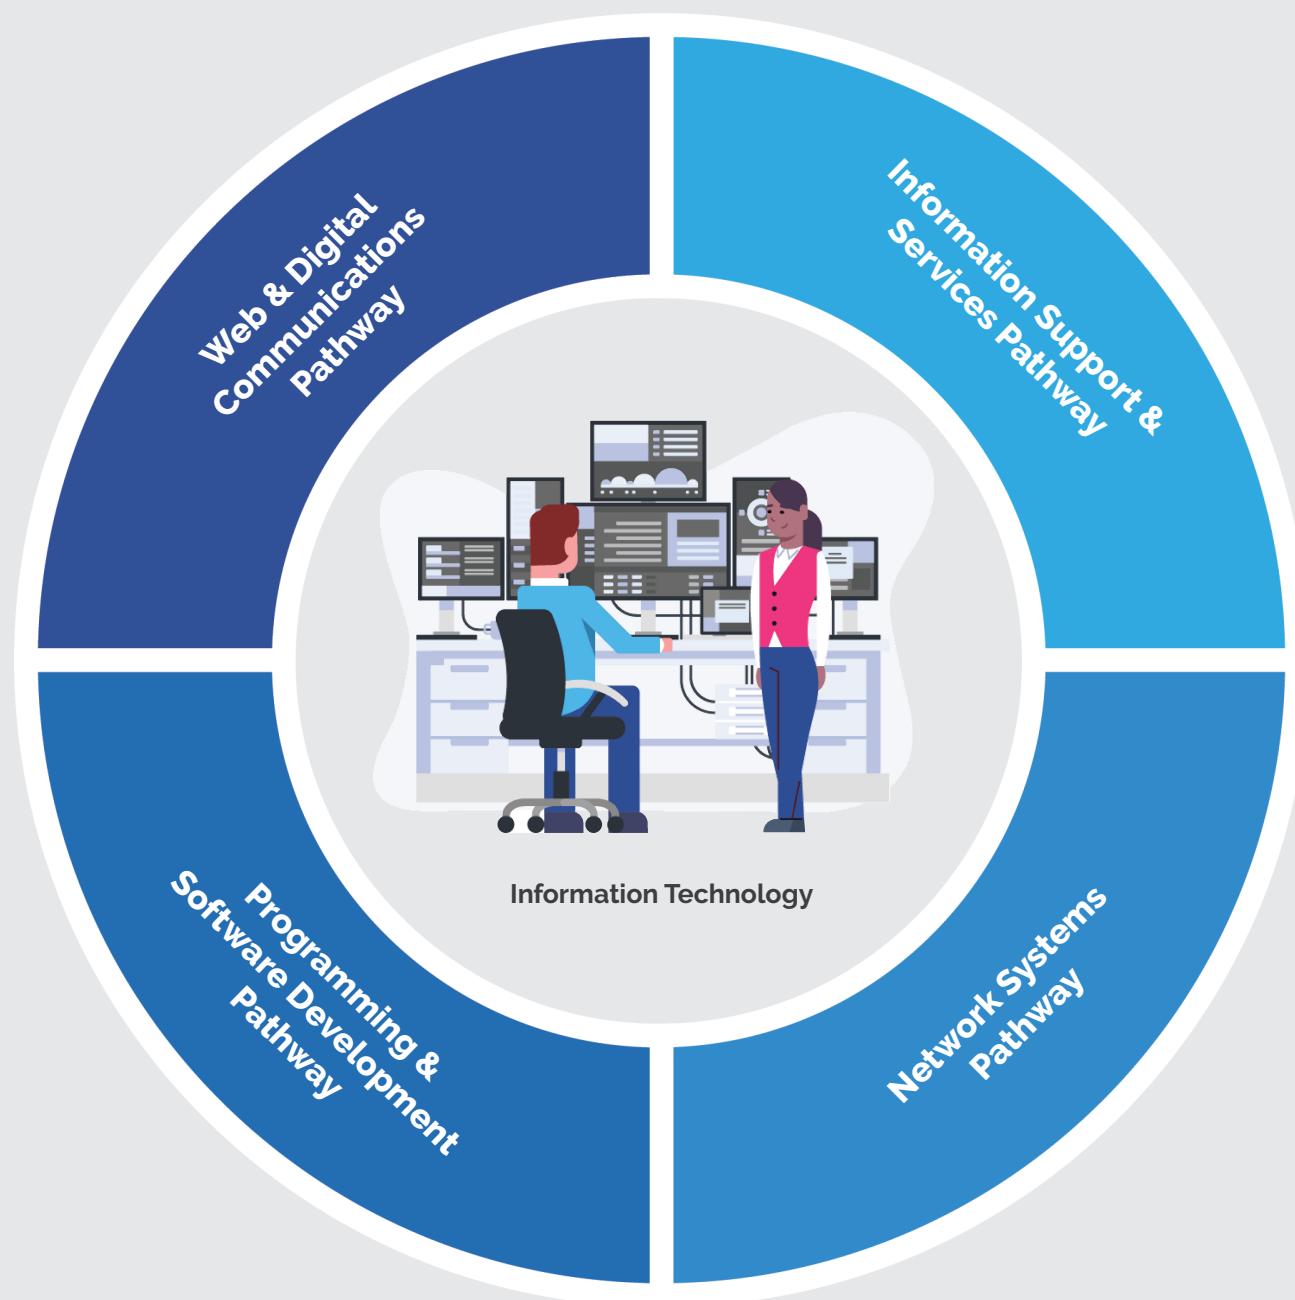 Web & Digital
Communications
Pathway
Information Support &
Services Pathway
Information Technology
Programming &
Software Development
Pathway
Network Systems
Pathway